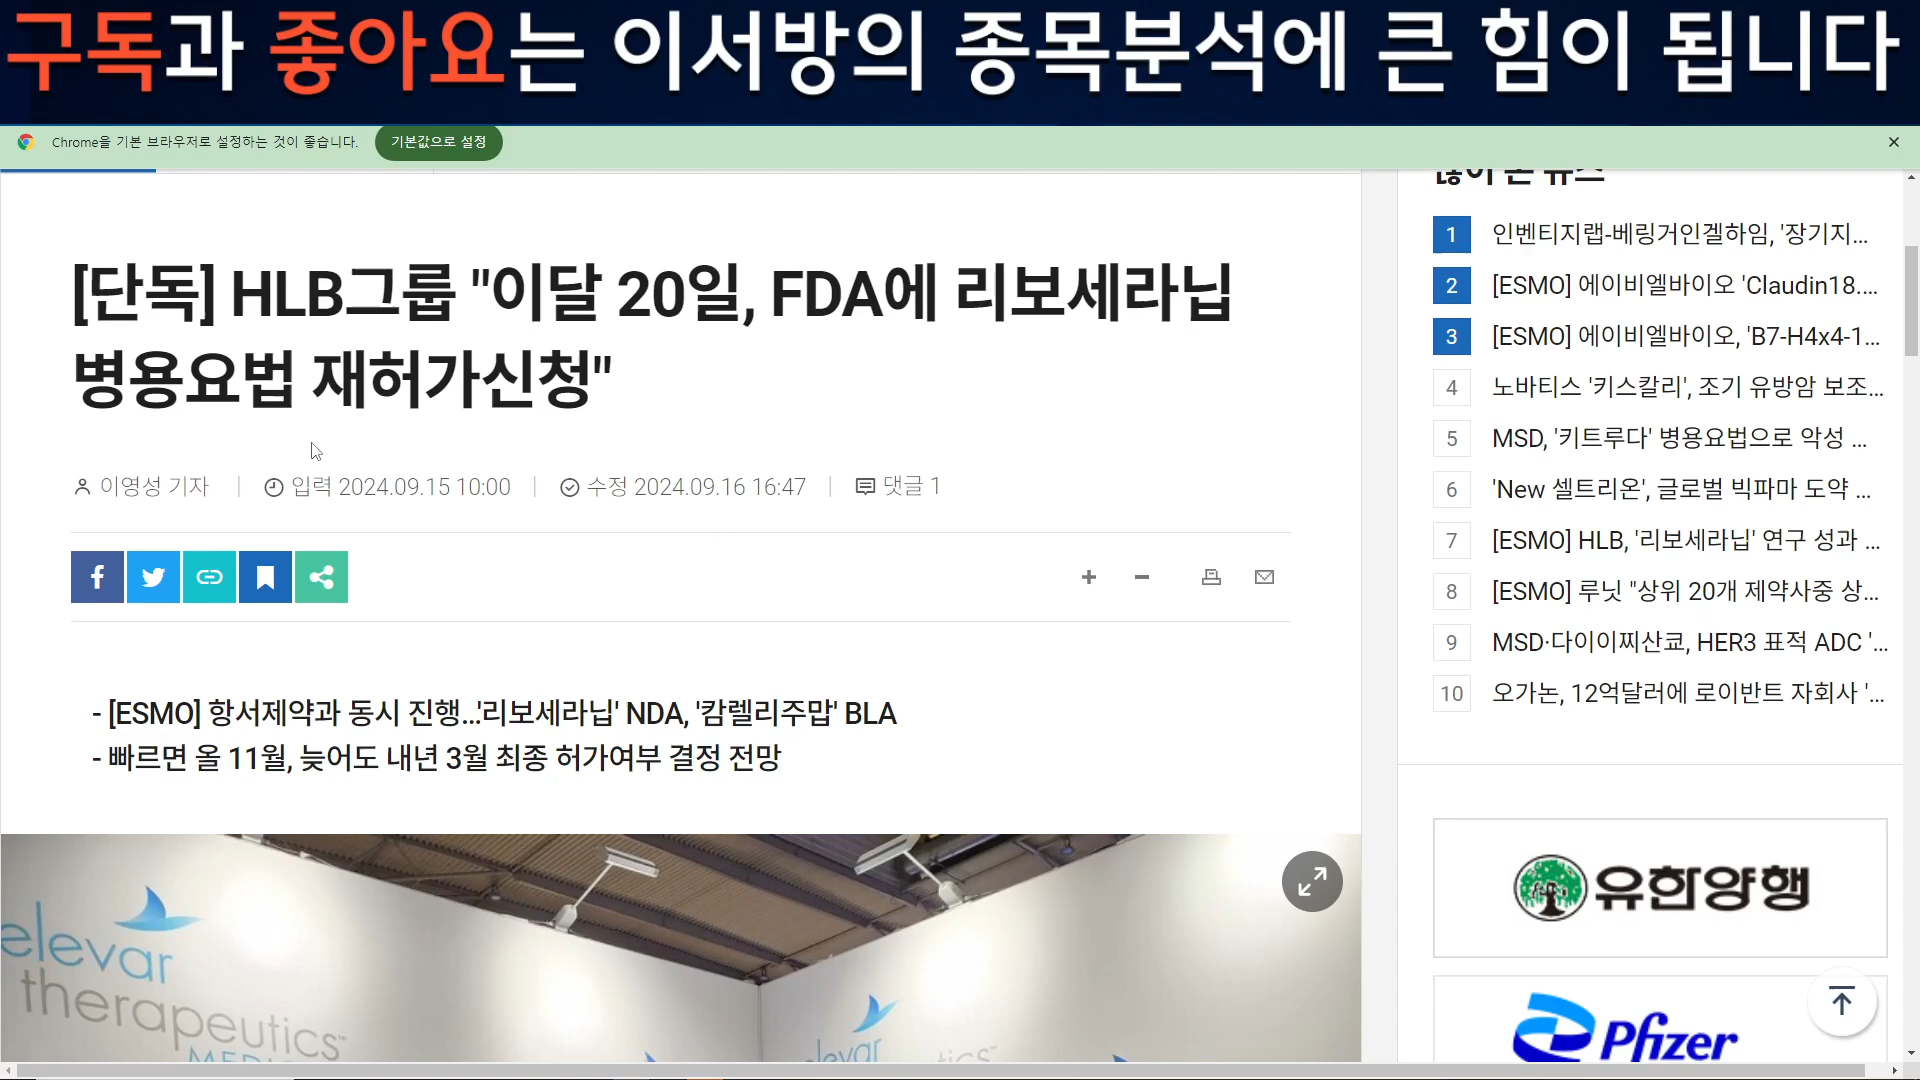 구독과 좋아요는 이서방의 종목분석에 큰 힘이 됩니다
Chrome을 기본 브라우저로 설정하는 것이 좋습니다.
기본값으로 설정
[단독] HLB그룹 "이달 20일, FDA에 리보세라닙
병용요법 재허가신청"
이영성 기자
입력 2024.09.15 10:00
수정 2024.09.16 16:47
댓글 1
- [ESMO] 항서제약과 동시 진행...'리보세라닙' NDA, '캄렐리주맙' BLA
- 빠르면 올 11월, 늦어도 내년 3월 최종 허가여부 결정 전망
elevar
therapeutics™
elevar
많이 본 뉴스
1 인벤티지랩-베링거인겔하임, '장기지...
2 [ESMO] 에이비엘바이오 'Claudin18....
3 [ESMO] 에이비엘바이오, 'B7-H4x4-1...
4 노바티스 '키스칼리', 조기 유방암 보조...
5 MSD, '키트루다' 병용요법으로 악성 ...
6 'New 셀트리온', 글로벌 빅파마 도약 ...
7 [ESMO] HLB, '리보세라닙' 연구 성과 ...
8 [ESMO] 루닛 "상위 20개 제약사중 상...
9 MSD·다이이찌산쿄, HER3 표적 ADC '...
10 오가논, 12억달러에 로이반트 자회사 '...
유한양행
Pfizer